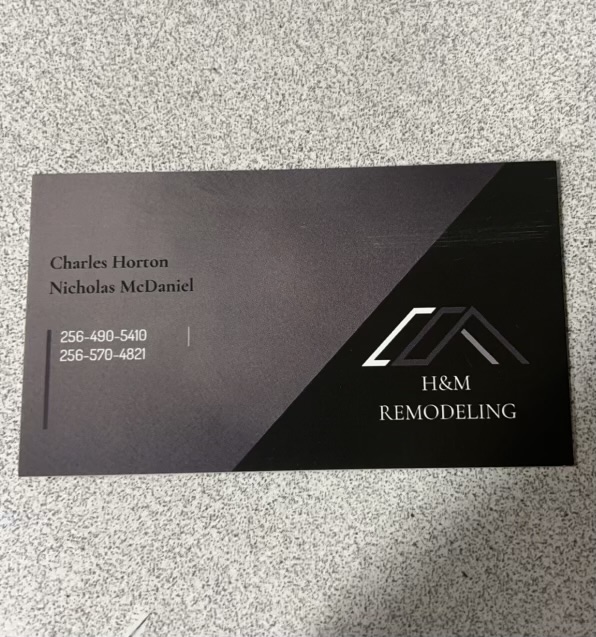 Charles Horton
Nicholas McDaniel
256-490-5410
256-570-4821
H&M
REMODELING